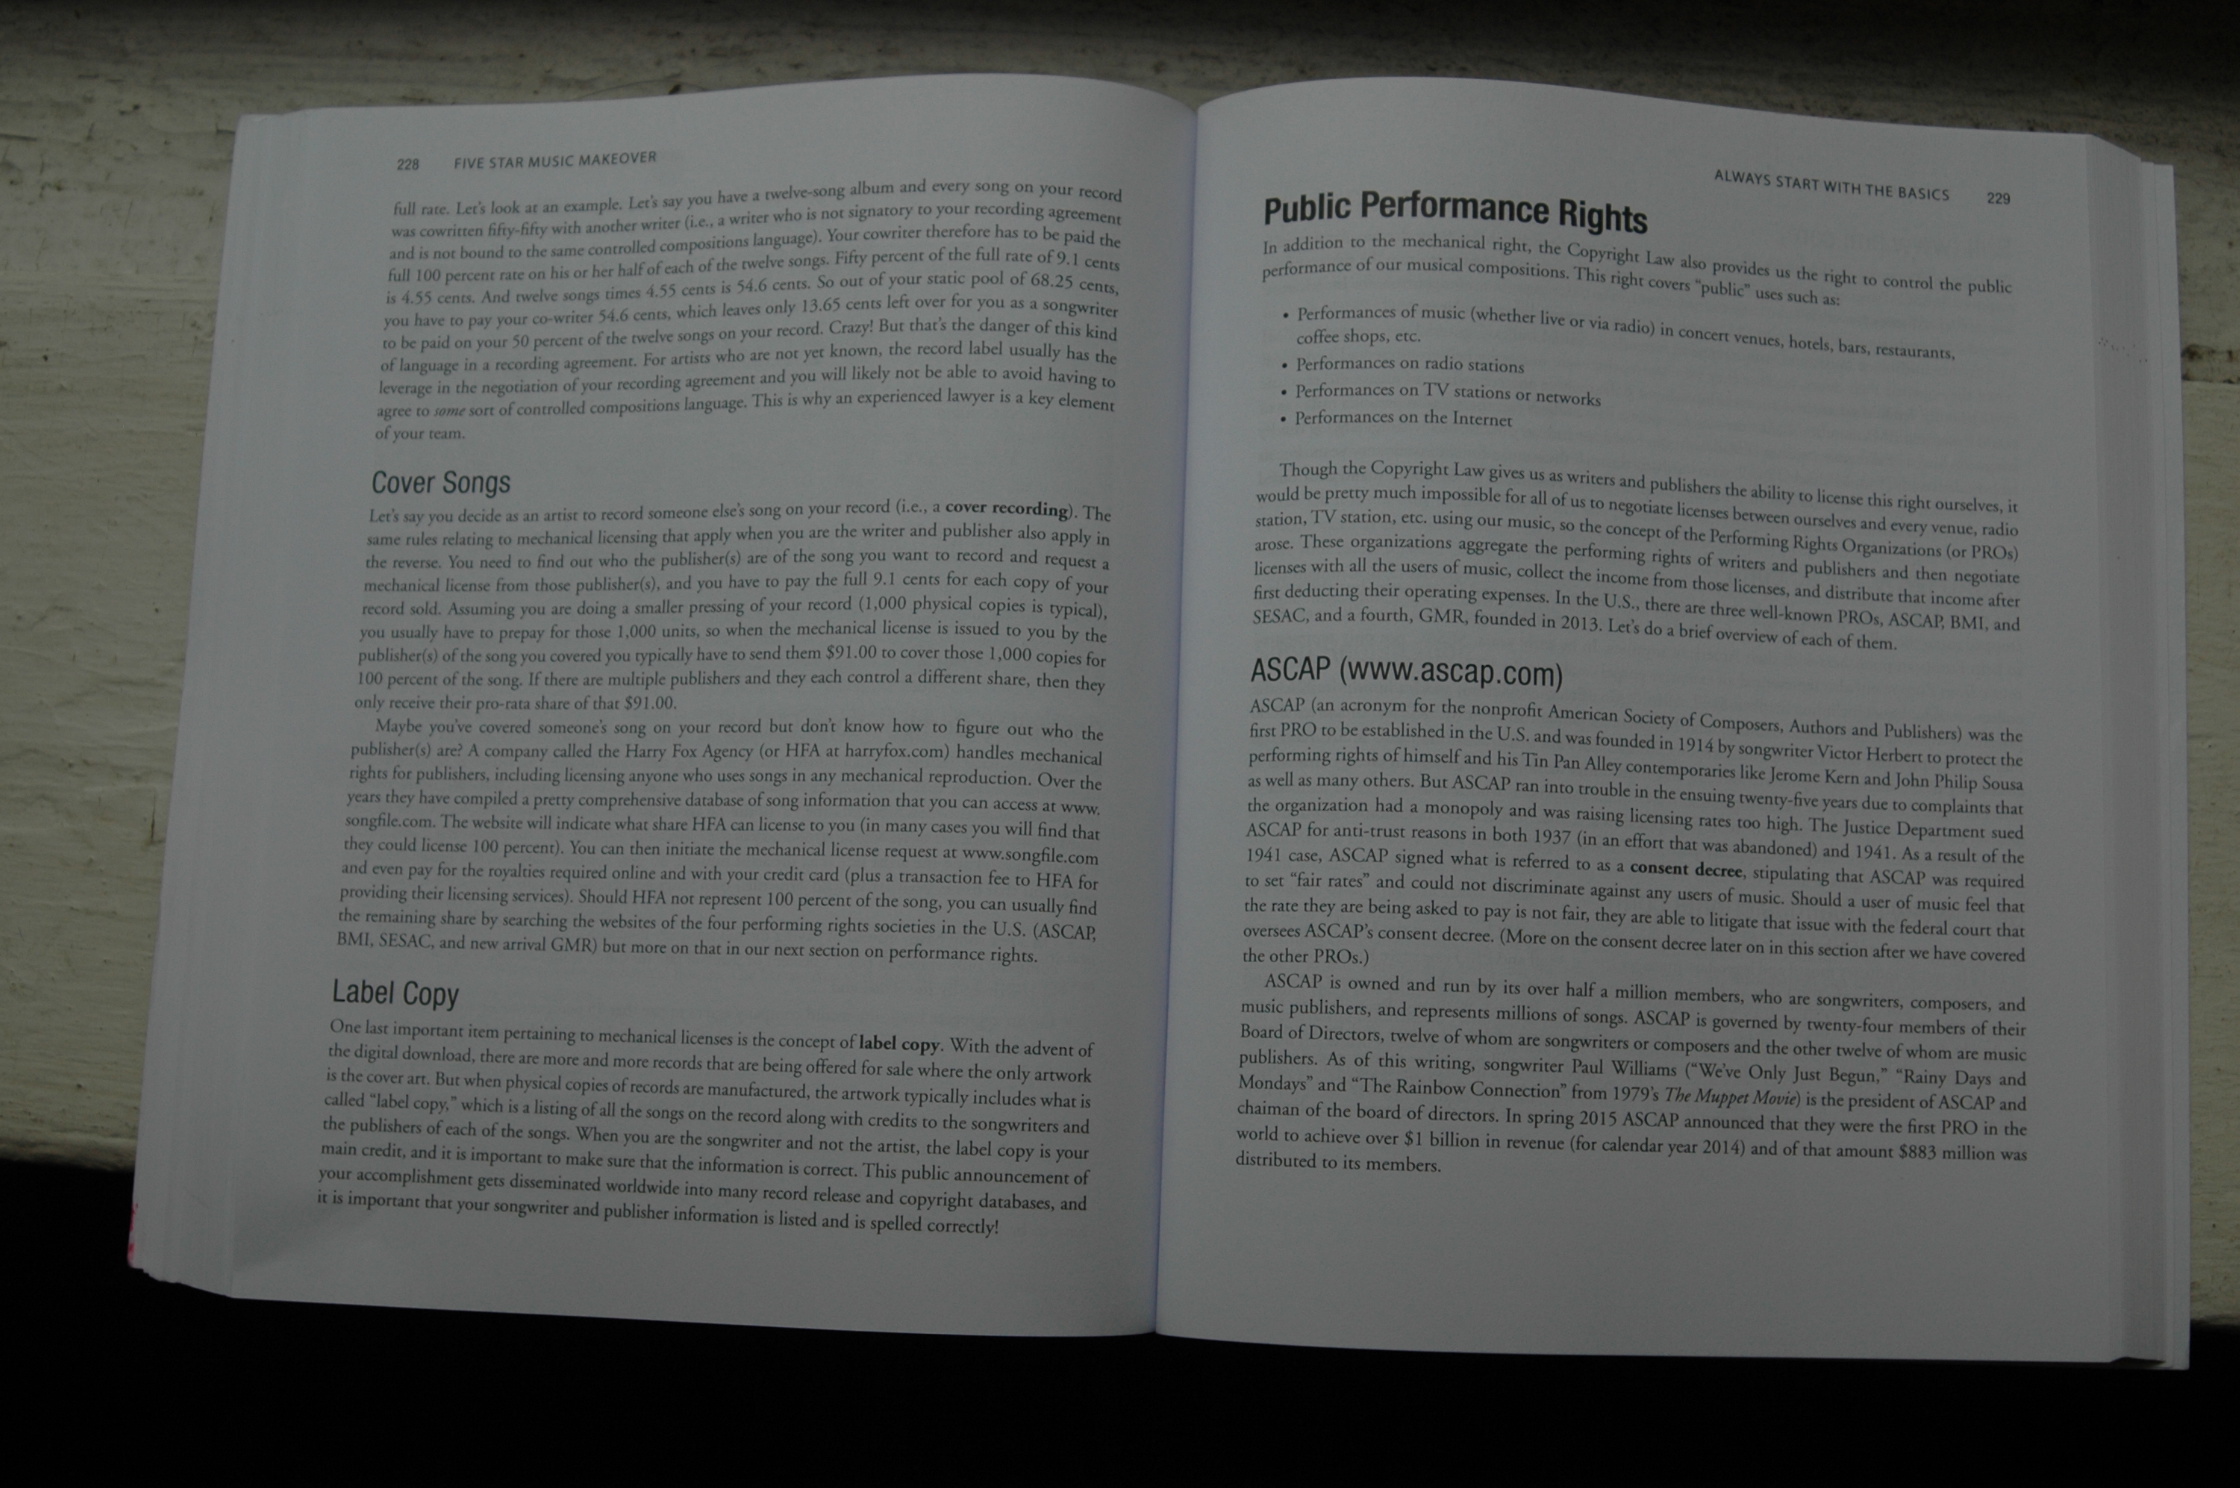 228 FIVE STAR MUSIC MAKEOVER
full rate. Let's look at an example. Let's say you have a twelve-song album and every song on your record
was cowritten fifty-fifty with another writer (i.e., a writer who is not signatory to your recording agreement
and is not bound to the same controlled compositions language). Your cowriter therefore has to be paid the
full 100 percent rate on his or her half of each of the twelve songs. Fifty percent of the full rate of 9.1 cents
is 4.55 cents. And twelve songs times 4.55 cents is 54.6 cents. So out of your static pool of 68.25 cents,
you have to pay your co-writer 54.6 cents, which leaves only 13.65 cents left over for you as a songwriter
to be paid on your 50 percent of the twelve songs on your record. Crazy! But that's the danger of this kind
of language in a recording agreement. For artists who are not yet known, the record label usually has the
leverage in the negotiation of your recording agreement and you will likely not be able to avoid having to
agree to some sort of controlled compositions language. This is why an experienced lawyer is a key element
of your team.
Cover Songs
Let's say you decide as an artist to record someone else's song on your record (i.e., a cover recording). The
same rules relating to mechanical licensing that apply when you are the writer and publisher also apply in
the reverse. You need to find out who the publisher(s) are of the song you want to record and request a
mechanical license from those publisher(s), and you have to pay the full 9.1 cents for each copy of your
record sold. Assuming you are doing a smaller pressing of your record (1,000 physical copies is typical),
you usually have to prepay for those 1,000 units, so when the mechanical license is issued to you by the
publisher(s) of the song you covered you typically have to send them $91.00 to cover those 1,000 copies for
100 percent of the song. If there are multiple publishers and they each control a different share, then they
only receive their pro-rata share of that $91.00.
Maybe you've covered someone's song on your record but don't know how to figure out who the
publisher(s) are? A company called the Harry Fox Agency (or HFA at harryfox.com) handles mechanical
rights for publishers, including licensing anyone who uses songs in any mechanical reproduction. Over the
years they have compiled a pretty comprehensive database of song information that you can access at www.
songfile.com. The website will indicate what share HFA can license to you (in many cases you will find that
they could license 100 percent). You can then initiate the mechanical license request at www.songfile.com
and even pay for the royalties required online and with your credit card (plus a transaction fee to HFA for
providing their licensing services). Should HFA not represent 100 percent of the song, you can usually find
the remaining share by searching the websites of the four performing rights societies in the U.S. (ASCAP,
BMI, SESAC, and new arrival GMR) but more on that in our next section on performance rights.
Label Copy
One last important item pertaining to mechanical licenses is the concept of label copy. With the advent of
the digital download, there are more and more records that are being offered for sale where the only artwork
is the cover art. But when physical copies of records are manufactured, the artwork typically includes what is
called "label copy," which is a listing of all the songs on the record along with credits to the songwriters and
the publishers of each of the songs. When you are the songwriter and not the artist, the label copy is your
main credit, and it is important to make sure that the information is correct. This public announcement of
your accomplishment gets disseminated worldwide into many record release and copyright databases, and
it is important that your songwriter and publisher information is listed and is spelled correctly!
ALWAYS START WITH THE BASICS 229
Public Performance Rights
In addition to the mechanical right, the Copyright Law also provides us the right to control the public
performance of our musical compositions. This right covers "public" uses such as:
• Performances of music (whether live or via radio) in concert venues, hotels, bars, restaurants,
coffee shops, etc.
• Performances on radio stations
• Performances on TV stations or networks
• Performances on the Internet
Though the Copyright Law gives us as writers and publishers the ability to license this right ourselves, it
would be pretty much impossible for all of us to negotiate licenses between ourselves and every venue, radio
station, TV station, etc. using our music, so the concept of the Performing Rights Organizations (or PROs)
arose. These organizations aggregate the performing rights of writers and publishers and then negotiate
licenses with all the users of music, collect the income from those licenses, and distribute that income after
first deducting their operating expenses. In the U.S., there are three well-known PROs, ASCAP, BMI, and
SESAC, and a fourth, GMR, founded in 2013. Let's do a brief overview of each of them.
ASCAP (www.ascap.com)
ASCAP (an acronym for the nonprofit American Society of Composers, Authors and Publishers) was the
first PRO to be established in the U.S. and was founded in 1914 by songwriter Victor Herbert to protect the
performing rights of himself and his Tin Pan Alley contemporaries like Jerome Kern and John Philip Sousa
as well as many others. But ASCAP ran into trouble in the ensuing twenty-five years due to complaints that
the organization had a monopoly and was raising licensing rates too high. The Justice Department sued
ASCAP for anti-trust reasons in both 1937 (in an effort that was abandoned) and 1941. As a result of the
1941 case, ASCAP signed what is referred to as a consent decree, stipulating that ASCAP was required
to set "fair rates" and could not discriminate against any users of music. Should a user of music feel that
the rate they are being asked to pay is not fair, they are able to litigate that issue with the federal court that
oversees ASCAP's consent decree. (More on the consent decree later on in this section after we have covered
the other PROs.)
ASCAP is owned and run by its over half a million members, who are songwriters, composers, and
music publishers, and represents millions of songs. ASCAP is governed by twenty-four members of their
Board of Directors, twelve of whom are songwriters or composers and the other twelve of whom are music
publishers. As of this writing, songwriter Paul Williams ("We've Only Just Begun," "Rainy Days and
Mondays" and "The Rainbow Connection" from 1979's The Muppet Movie) is the president of ASCAP and
chaiman of the board of directors. In spring 2015 ASCAP announced that they were the first PRO in the
world to achieve over $1 billion in revenue (for calendar year 2014) and of that amount $883 million was
distributed to its members.